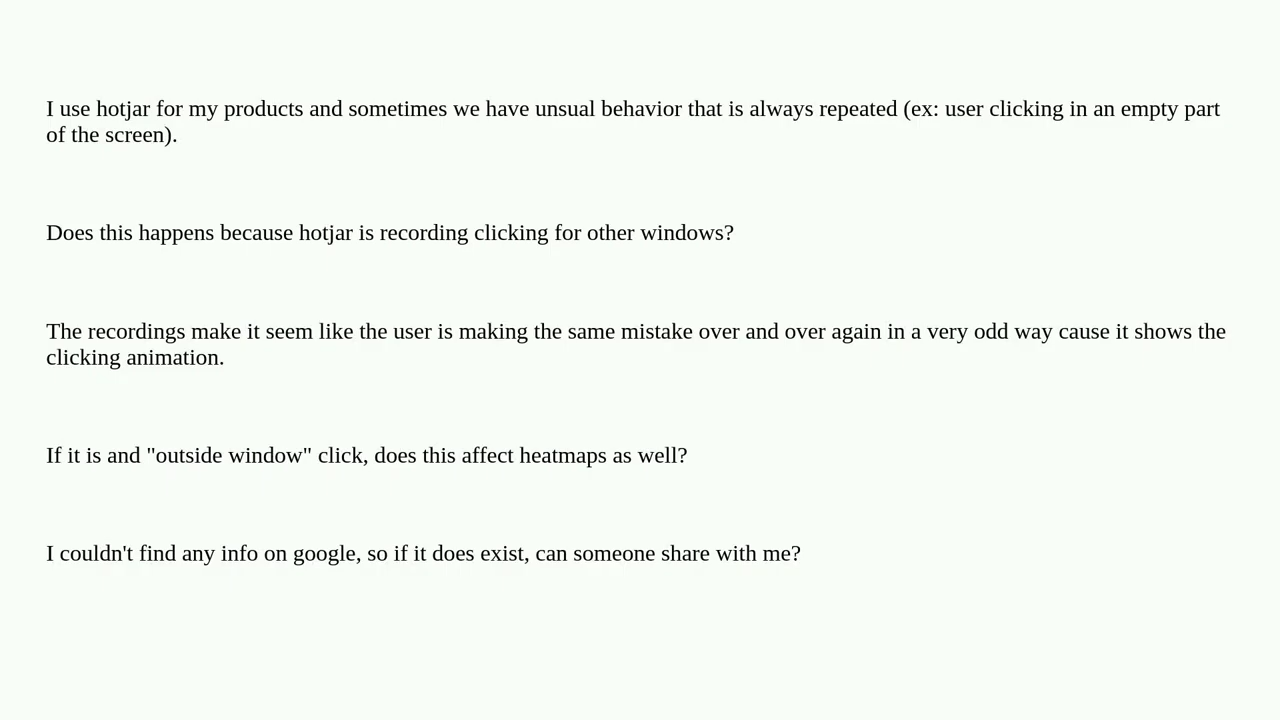 I use hotjar for my products and sometimes we have unsual behavior that is always repeated (ex: user clicking in an empty part
of the screen).
Does this happens because hotjar is recording clicking for other windows?
The recordings make it seem like the user is making the same mistake over and over again in a very odd way cause it shows the
clicking animation.
If it is and "outside window" click, does this affect heatmaps as well?
I couldn't find any info on google, so if it does exist, can someone share with me?